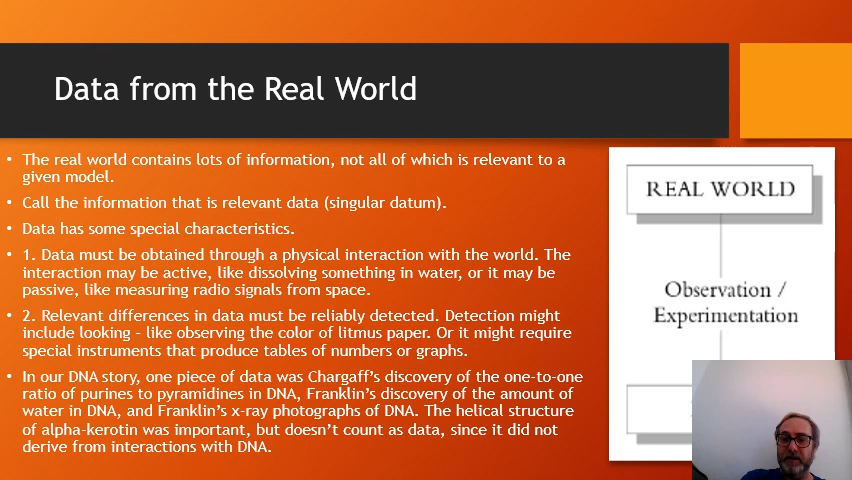 Data from the Real World
• The real world contains lots of information, not all of which is relevant to a
given model.
• Call the information that is relevant data (singular datum).
• Data has some special characteristics.
• 1. Data must be obtained through a physical interaction with the world. The
interaction may be active, like dissolving something in water, or it may be
passive, like measuring radio signals from space.
• 2. Relevant differences in data must be reliably detected. Detection might
include looking – like observing the color of litmus paper. Or it might require
special instruments that produce tables of numbers or graphs.
• In our DNA story, one piece of data was Chargaff's discovery of the one-to-one
ratio of purines to pyramidines in DNA, Franklin's discovery of the amount of
water in DNA, and Franklin's x-ray photographs of DNA. The helical structure
of alpha-kerotin was important, but doesn't count as data, since it did not
derive from interactions with DNA.
REAL WORLD
Observation /
Experimentation